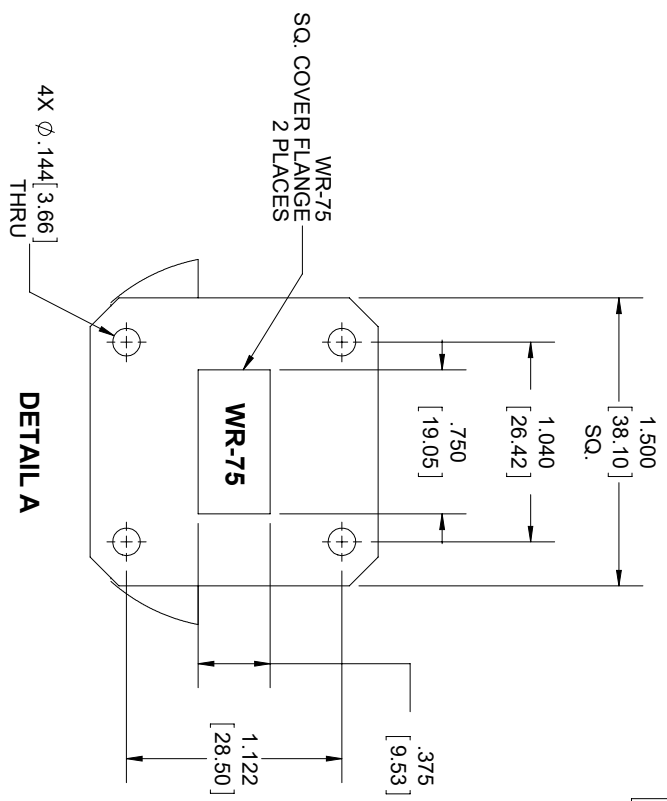 1.500
[38.10]
SQ.
1.040
[26.42]
.750
[19.05]
WR-75
SQ. COVER FLANGE
2 PLACES
WR-75
.375
[9.53]
1.122
[28.50]
4X ∅ .144[3.66]
THRU
DETAIL A